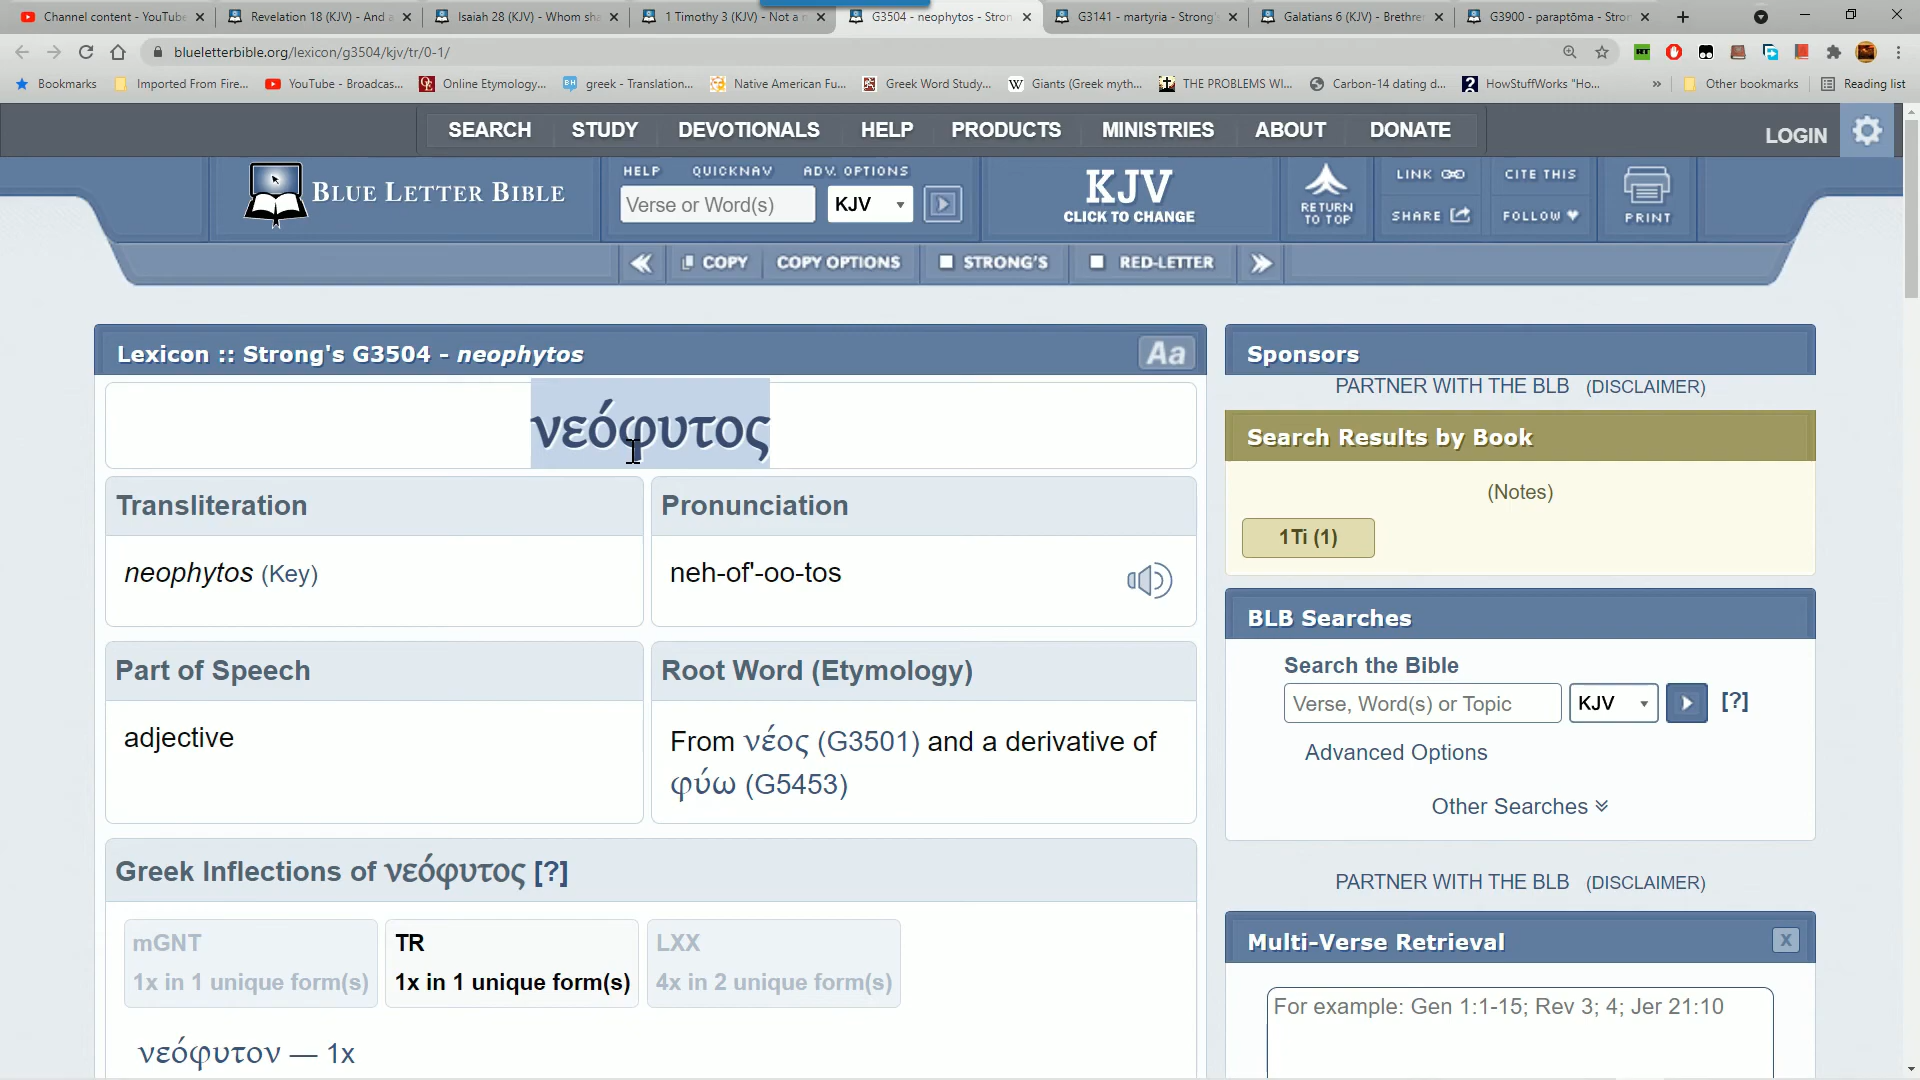 Channel content - YouTube
Revelation 18 (KJV) - And a
Isaiah 28 (KJV) - Whom sha
1 Timothy 3 (KJV) - Not a n
G3504 - neophytos - Stron
G3141 - martyria - Strong's
Galatians 6 (KJV) - Brethren
G3900 - paraptōma - Stron
blueletterbible.org/lexicon/g3504/kjv/tr/0-1/
Bookmarks
Imported From Fire...
YouTube - Broadcas...
Online Etymology...
greek - Translation...
Native American Fu...
Greek Word Study...
Giants (Greek myth...
THE PROBLEMS WI...
Carbon-14 dating d...
HowStuffWorks "Ho...
»
Other bookmarks
Reading list
SEARCH STUDY DEVOTIONALS HELP PRODUCTS MINISTRIES ABOUT DONATE
LOGIN
BLUE LETTER BIBLE
HELP QUICKNAV ADV. OPTIONS
Verse or Word(s)
KJV
KJV
CLICK TO CHANGE
RETURN
TO TOP
LINK
CITE THIS
SHARE
FOLLOW
PRINT
COPY COPY OPTIONS STRONG'S RED-LETTER
Lexicon :: Strong's G3504 - neophytos
Aa
νεόφυτος
Transliteration
neophytos (Key)
Pronunciation
neh-of'-oo-tos
Part of Speech
adjective
Root Word (Etymology)
From νέος (G3501) and a derivative of
φύω (G5453)
Greek Inflections of νεόφυτος [?]
mGNT
1x in 1 unique form(s)
TR
1x in 1 unique form(s)
LXX
4x in 2 unique form(s)
νεόφυτον — 1x
Sponsors
PARTNER WITH THE BLB (DISCLAIMER)
Search Results by Book
(Notes)
1Ti (1)
BLB Searches
Search the Bible
Verse, Word(s) or Topic
KJV
[?]
Advanced Options
Other Searches
PARTNER WITH THE BLB (DISCLAIMER)
Multi-Verse Retrieval
x
For example: Gen 1:1-15; Rev 3; 4; Jer 21:10